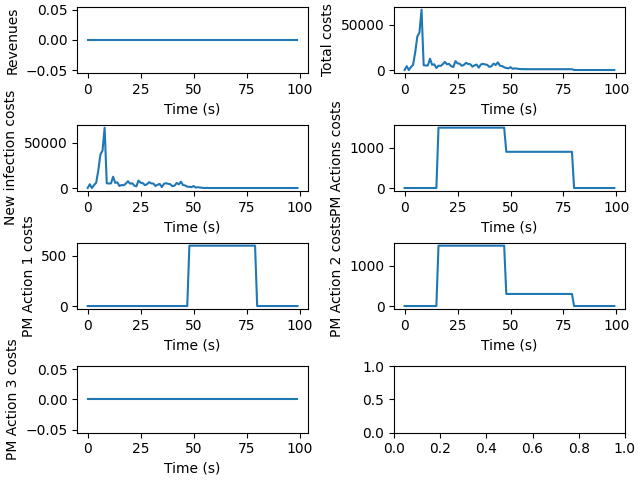 Revenues
0.05
0.00
−0.05
0 25 50 75 100
Time (s)
Total costs
50000
0
0 25 50 75 100
Time (s)
New infection costs
50000
0
0 25 50 75 100
Time (s)
PM Actions costs
1000
0
0 25 50 75 100
Time (s)
PM Action 1 costs
500
0
0 25 50 75 100
Time (s)
PM Action 2 costs
1000
0
0 25 50 75 100
Time (s)
PM Action 3 costs
0.05
0.00
−0.05
0 25 50 75 100
Time (s)
1.0
0.5
0.0
0.0 0.2 0.4 0.6 0.8 1.0